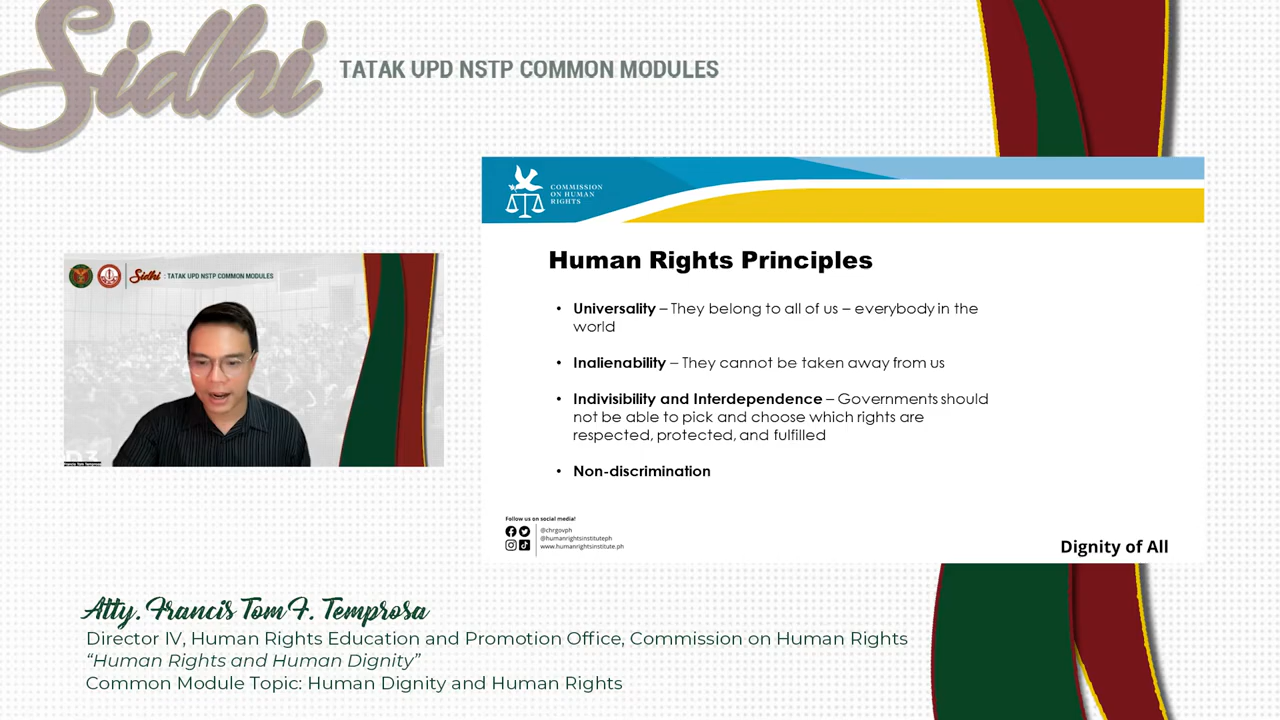 Sidhi
TATAK UPD NSTP COMMON MODULES
COMMISSION
ON HUMAN
RIGHTS
Human Rights Principles
• Universality – They belong to all of us – everybody in the
world
• Inalienability – They cannot be taken away from us
• Indivisibility and Interdependence – Governments should
not be able to pick and choose which rights are
respected, protected, and fulfilled
• Non-discrimination
Follow us on social media!
@chrgovph
@humanrightsinstituteph
www.humanrightsinstitute.ph
Dignity of All
Sidhi : TATAK UPD NSTP COMMON MODULES
Atty. Francis Tom F. Temprosa
Director IV, Human Rights Education and Promotion Office, Commission on Human Rights
“Human Rights and Human Dignity”
Common Module Topic: Human Dignity and Human Rights